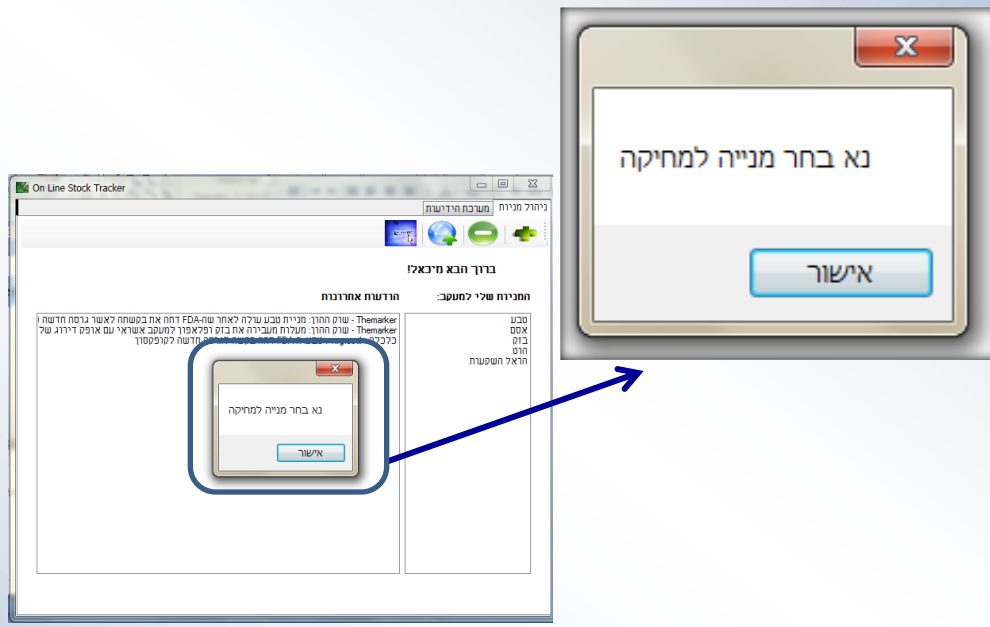 On Line Stock Tracker
ניהול מניות
מערכת הידיעות
ברוך הבא מיכאל!
המניות שלי למעקב:
הודעות אחרונות
טבע
אסם
בזק
חוט
הראל השקעות
Themarker - שוק ההון: מניית טבע עולה לאחר שה-FDA דחה את בקשתה לאשר גרסה חדשה
Themarker - שוק ההון: מעלות מעבירה את בזק ופלאפון למעקב אשראי עם אופק דירוג של
כלכלה
חדשה לקופקסון
נא בחר מנייה למחיקה
אישור
נא בחר מנייה למחיקה
אישור